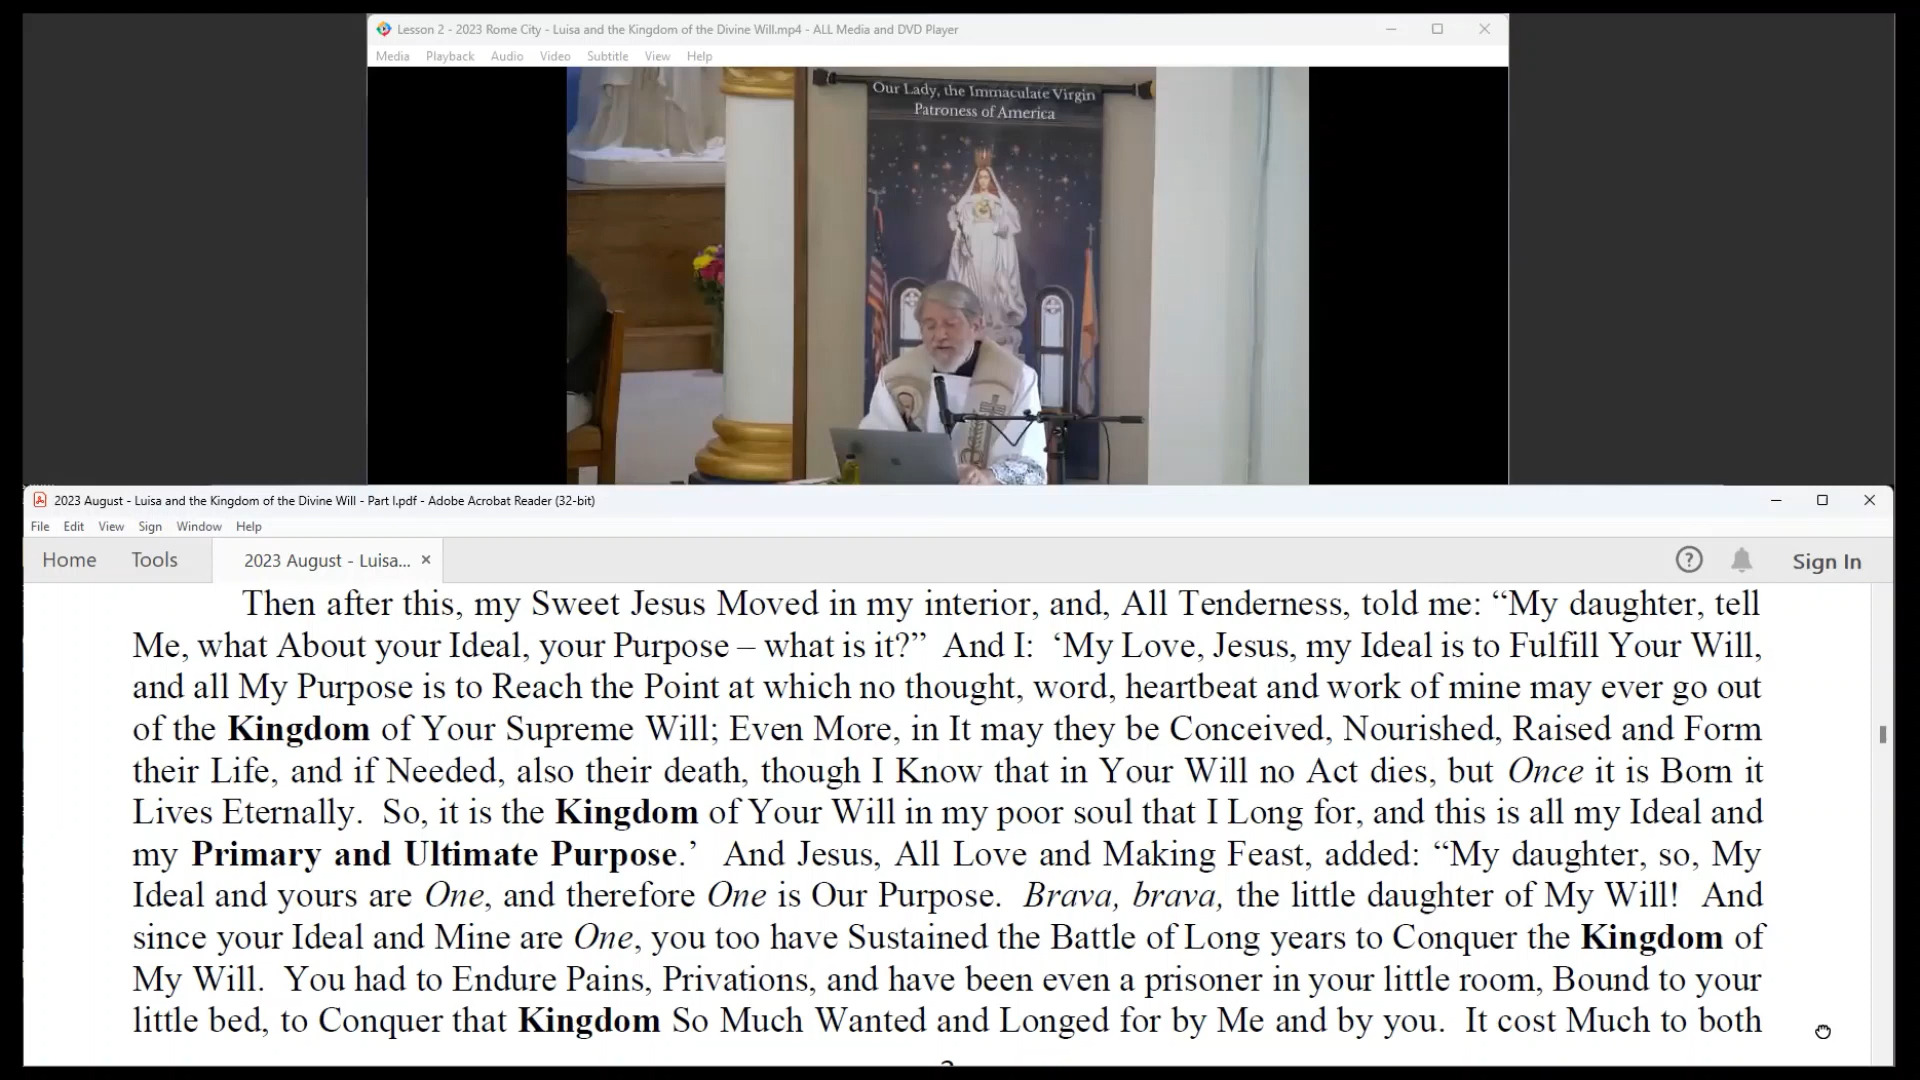 Lesson 2 - 2023 Rome City - Luisa and the Kingdom of the Divine Will.mp4 - ALL Media and DVD Player
Media Playback Audio Video Subtitle View Help
Our Lady, the Immaculate Virgin
Patroness of America
2023 August - Luisa and the Kingdom of the Divine Will - Part I.pdf - Adobe Acrobat Reader (32-bit)
File Edit View Sign Window Help
Home Tools 2023 August - Luisa... × Sign In
Then after this, my Sweet Jesus Moved in my interior, and, All Tenderness, told me: “My daughter, tell
Me, what About your Ideal, your Purpose – what is it?” And I: ‘My Love, Jesus, my Ideal is to Fulfill Your Will,
and all My Purpose is to Reach the Point at which no thought, word, heartbeat and work of mine may ever go out
of the Kingdom of Your Supreme Will; Even More, in It may they be Conceived, Nourished, Raised and Form
their Life, and if Needed, also their death, though I Know that in Your Will no Act dies, but Once it is Born it
Lives Eternally. So, it is the Kingdom of Your Will in my poor soul that I Long for, and this is all my Ideal and
my Primary and Ultimate Purpose.’ And Jesus, All Love and Making Feast, added: “My daughter, so, My
Ideal and yours are One, and therefore One is Our Purpose. Brava, brava, the little daughter of My Will! And
since your Ideal and Mine are One, you too have Sustained the Battle of Long years to Conquer the Kingdom of
My Will. You had to Endure Pains, Privations, and have been even a prisoner in your little room, Bound to your
little bed, to Conquer that Kingdom So Much Wanted and Longed for by Me and by you. It cost Much to both